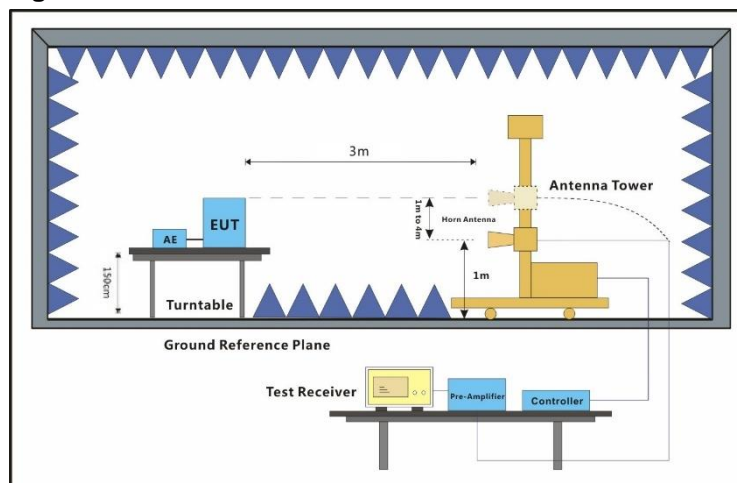 3m
Antenna Tower
1m to 4m
Horn Antenna
EUT
AE
150cm
1m
Turntable
Ground Reference Plane
Test Receiver
Pre-Amplifier
Controller